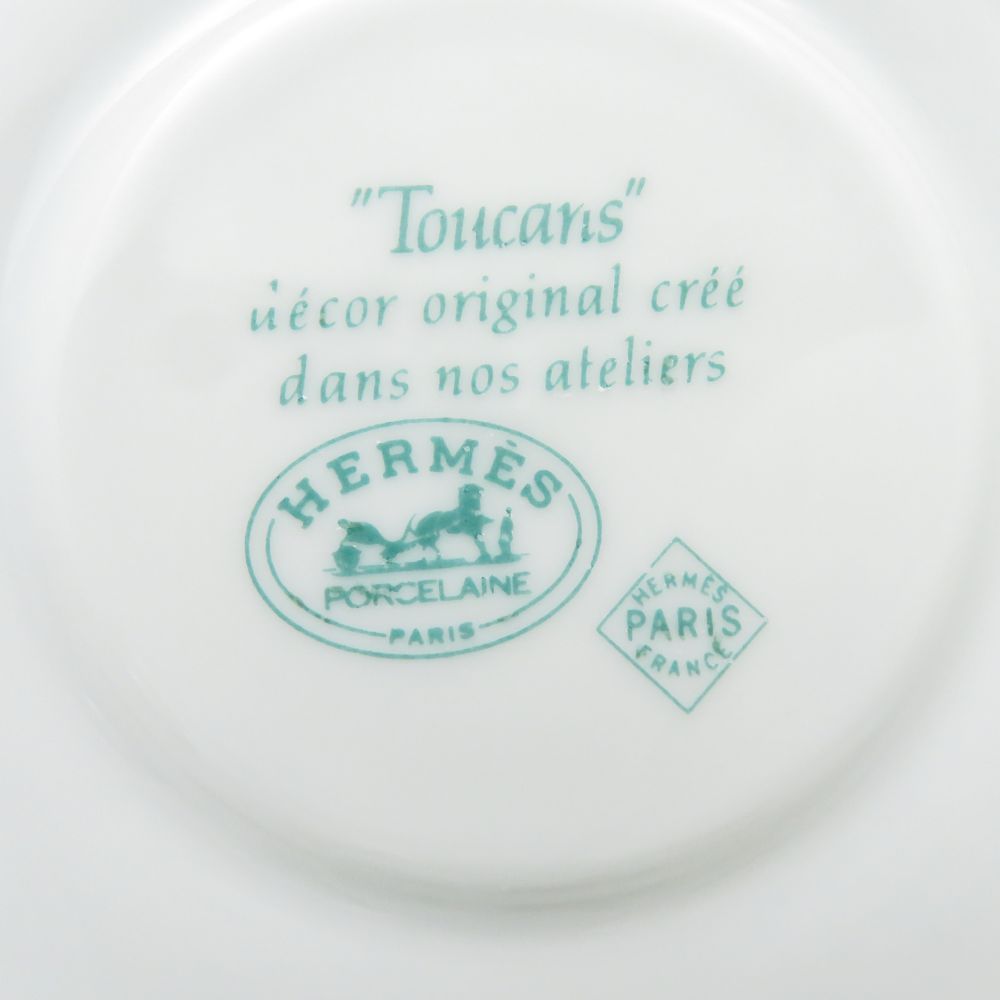 "Toucans"
décor original créé
dans nos ateliers
HERMÈS
PORCELAINE
PARIS
HERMÈS
PARIS
FRANCE